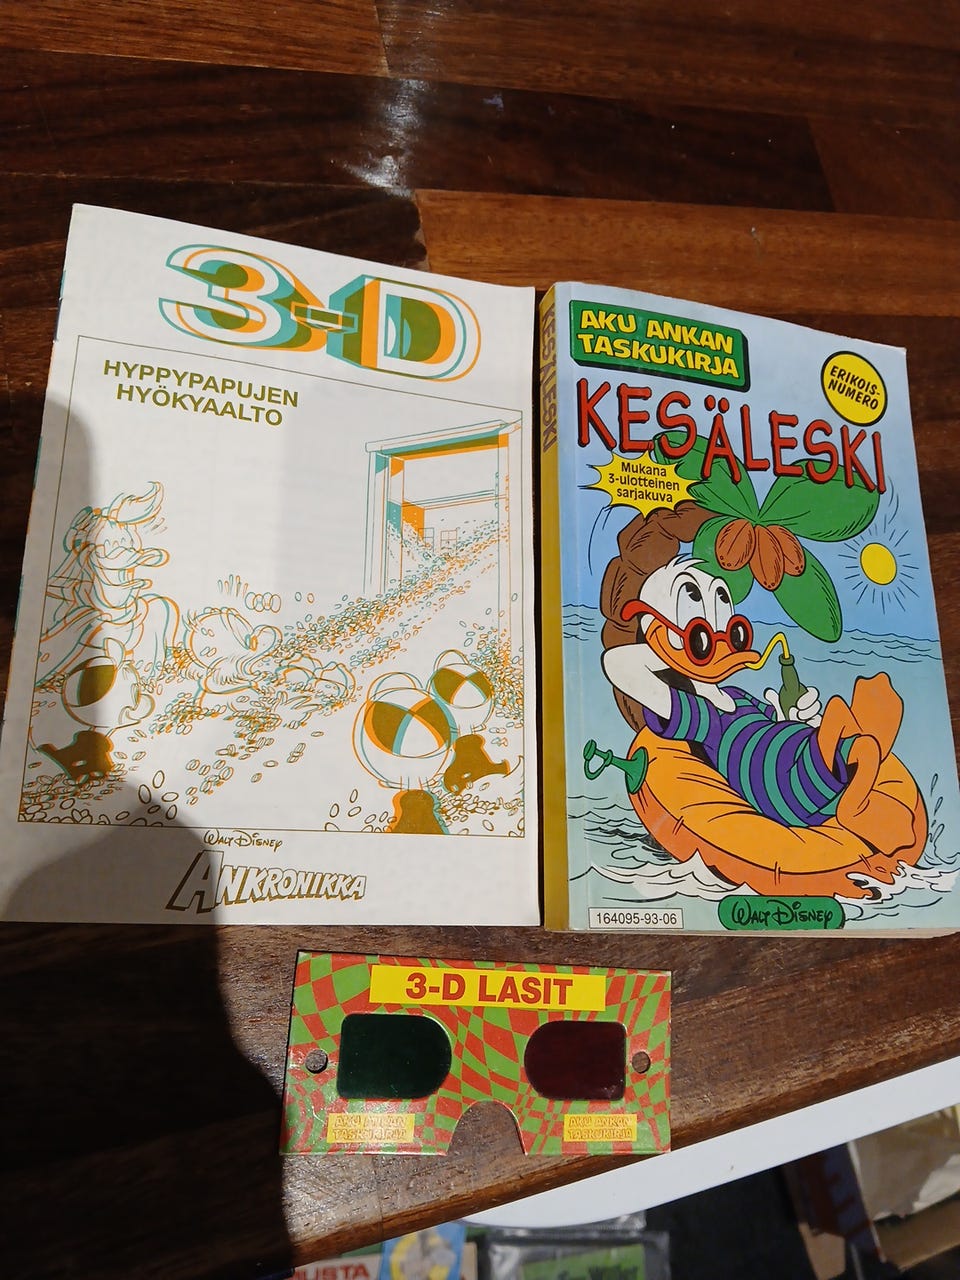 3-D
HYPPYPAPUJEN
HYÖKYAALTO
WALT DISNEY
ANKRONIKKA
KESÄLESKI
AKU ANKAN
TASKUKIRJA
ERIKOIS-
NUMERO
KESÄLESKI
Mukana
3-ulotteinen
sarjakuva
164095-93-06
WALT DISNEY
3-D LASIT
AKU ANKAN
TASKUKIRJA
AKU ANKAN
TASKUKIRJA